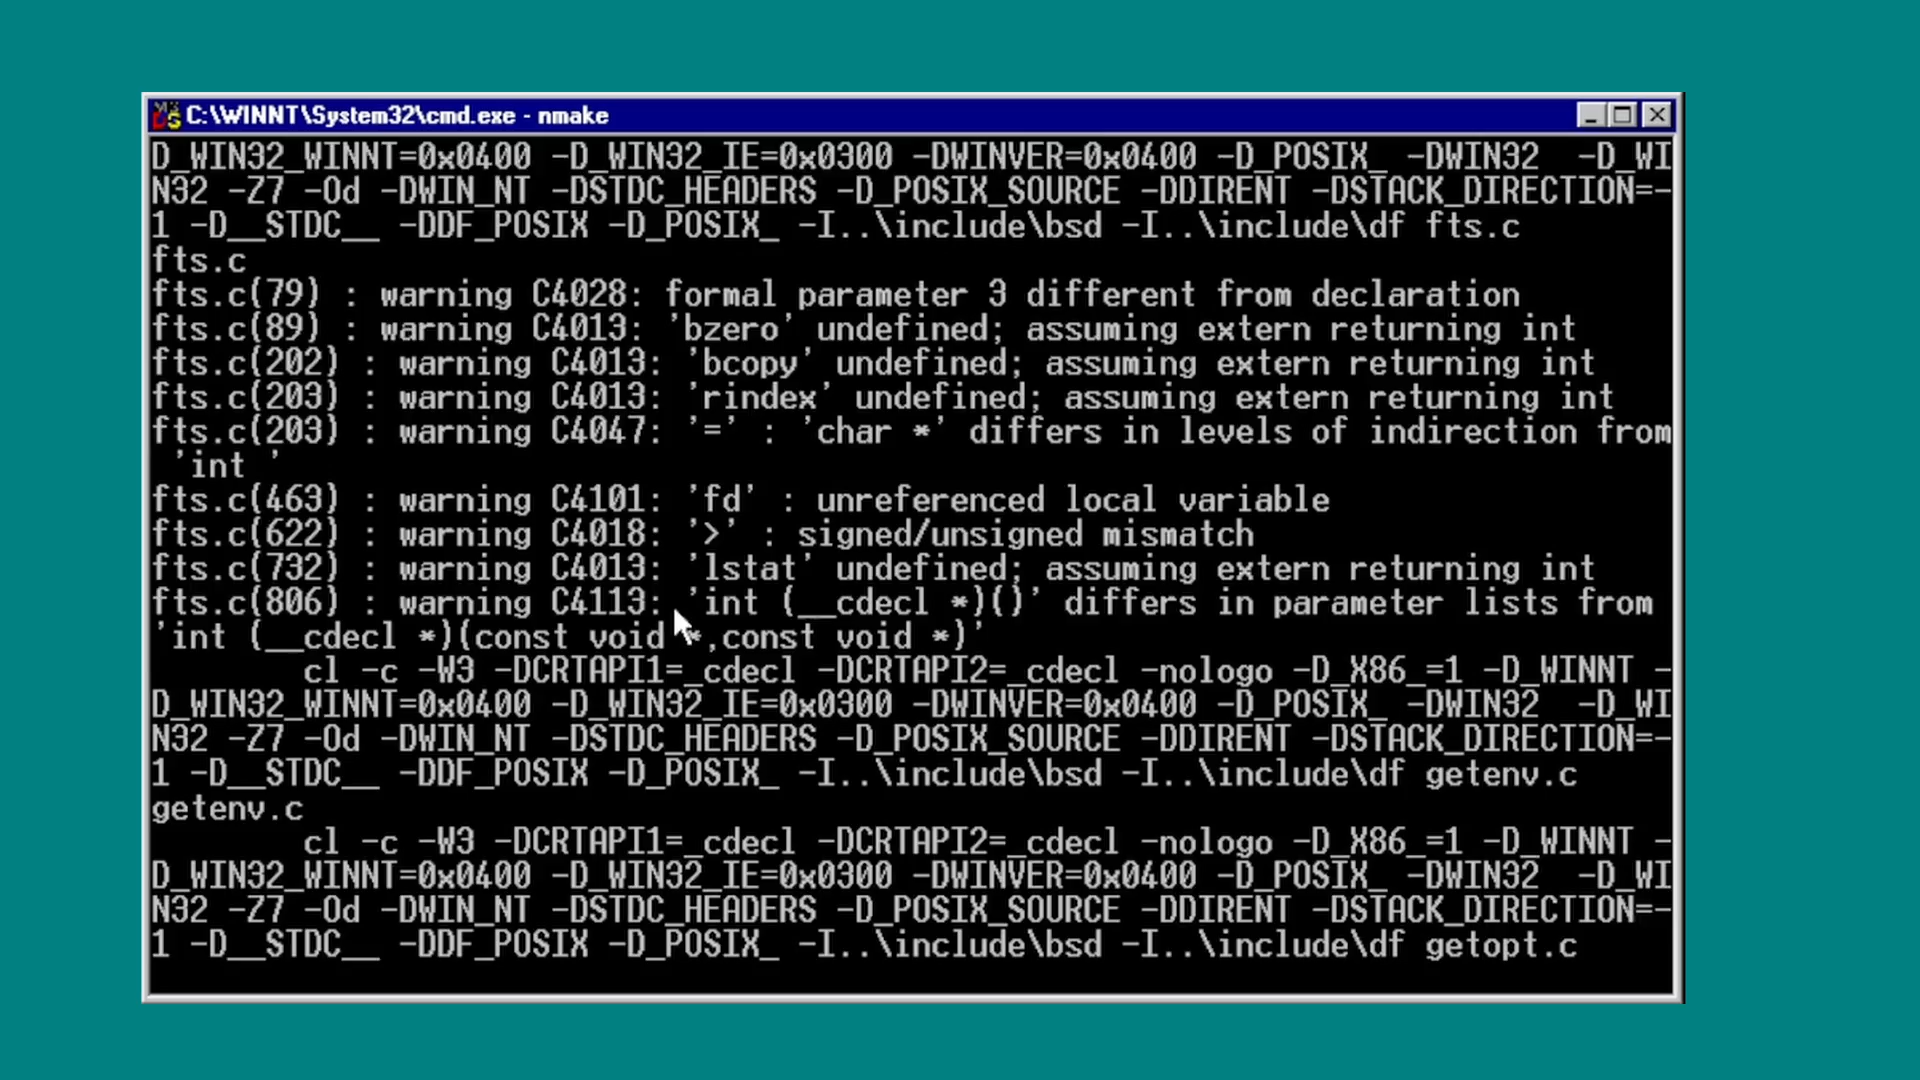 C:\WINNT\System32\cmd.exe - nmake
D_WIN32_WINNT=0x0400 -D_WIN32_IE=0x0300 -DWINVER=0x0400 -D_POSIX_ -DWIN32  -D_WI
N32 -Z7 -Od -DWIN_NT -DSTDC_HEADERS -D_POSIX_SOURCE -DDIRENT -DSTACK_DIRECTION=-
1 -D__STDC__ -DDF_POSIX -D_POSIX_ -I..\include\bsd -I..\include\df fts.c
fts.c
fts.c(79) : warning C4028: formal parameter 3 different from declaration
fts.c(89) : warning C4013: 'bzero' undefined; assuming extern returning int
fts.c(202) : warning C4013: 'bcopy' undefined; assuming extern returning int
fts.c(203) : warning C4013: 'rindex' undefined; assuming extern returning int
fts.c(203) : warning C4047: '=' : 'char *' differs in levels of indirection from
 'int '
fts.c(463) : warning C4101: 'fd' : unreferenced local variable
fts.c(622) : warning C4018: '>' : signed/unsigned mismatch
fts.c(732) : warning C4013: 'lstat' undefined; assuming extern returning int
fts.c(806) : warning C4113: 'int (__cdecl *)()' differs in parameter lists from
'int (__cdecl *)(const void *,const void *)'
        cl -c -W3 -DCRTAPI1=_cdecl -DCRTAPI2=_cdecl -nologo -D_X86_=1 -D_WINNT -
D_WIN32_WINNT=0x0400 -D_WIN32_IE=0x0300 -DWINVER=0x0400 -D_POSIX_ -DWIN32  -D_WI
N32 -Z7 -Od -DWIN_NT -DSTDC_HEADERS -D_POSIX_SOURCE -DDIRENT -DSTACK_DIRECTION=-
1 -D__STDC__ -DDF_POSIX -D_POSIX_ -I..\include\bsd -I..\include\df getenv.c
getenv.c
        cl -c -W3 -DCRTAPI1=_cdecl -DCRTAPI2=_cdecl -nologo -D_X86_=1 -D_WINNT -
D_WIN32_WINNT=0x0400 -D_WIN32_IE=0x0300 -DWINVER=0x0400 -D_POSIX_ -DWIN32  -D_WI
N32 -Z7 -Od -DWIN_NT -DSTDC_HEADERS -D_POSIX_SOURCE -DDIRENT -DSTACK_DIRECTION=-
1 -D__STDC__ -DDF_POSIX -D_POSIX_ -I..\include\bsd -I..\include\df getopt.c